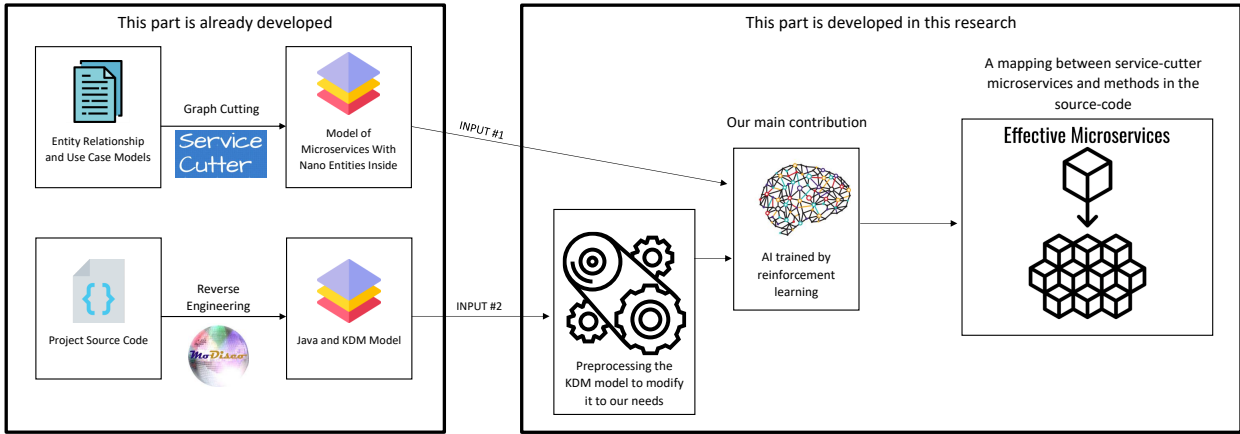 This part is already developed
Entity Relationship
and Use Case Models
Graph Cutting
Service
Cutter
Model of
Microservices With
Nano Entities Inside
{}
Project Source Code
Reverse
Engineering
MoDisco
Java and KDM Model
INPUT #1
INPUT #2
This part is developed in this research
Preprocessing the
KDM model to modify
it to our needs
Our main contribution
AI trained by
reinforcement
learning
A mapping between service-cutter
microservices and methods in the
source-code
Effective Microservices